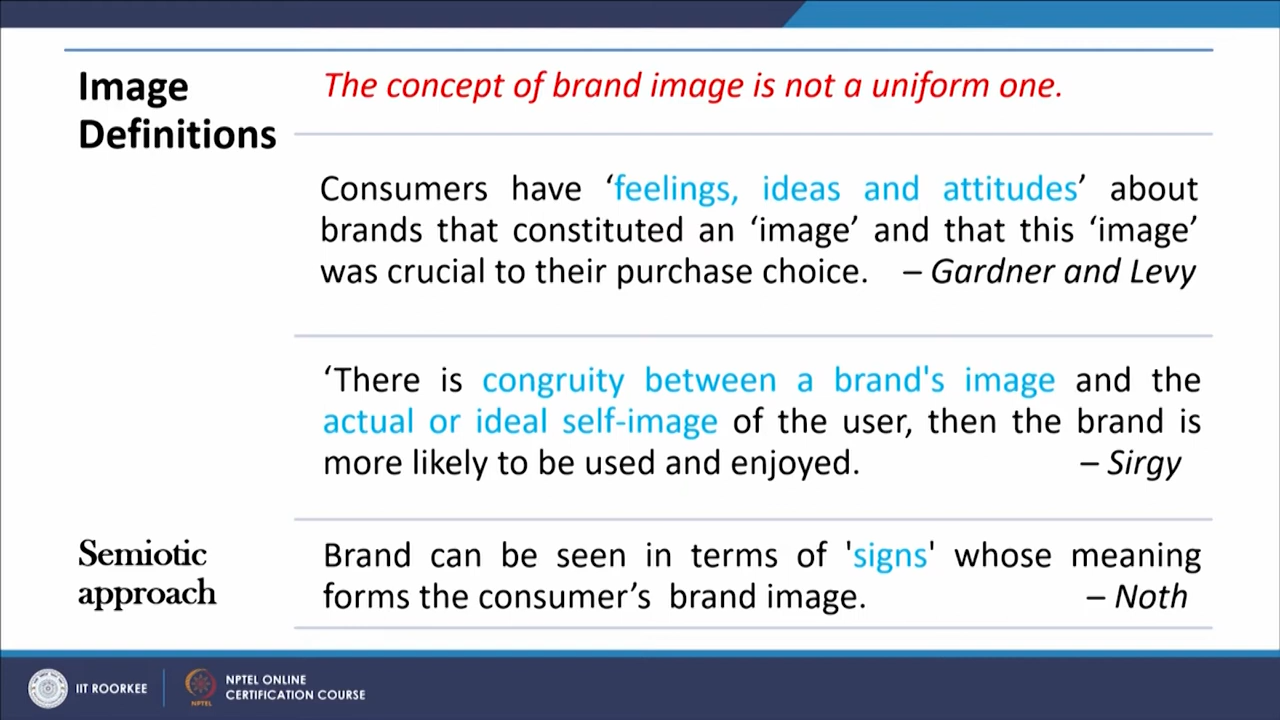 Image
Definitions
The concept of brand image is not a uniform one.
Consumers have ‘feelings, ideas and attitudes’ about
brands that constituted an ‘image’ and that this ‘image’
was crucial to their purchase choice. – Gardner and Levy
‘There is congruity between a brand's image and the
actual or ideal self-image of the user, then the brand is
more likely to be used and enjoyed. – Sirgy
Semiotic
approach
Brand can be seen in terms of 'signs' whose meaning
forms the consumer’s brand image. – Noth
IIT ROORKEE
NPTEL
NPTEL ONLINE
CERTIFICATION COURSE